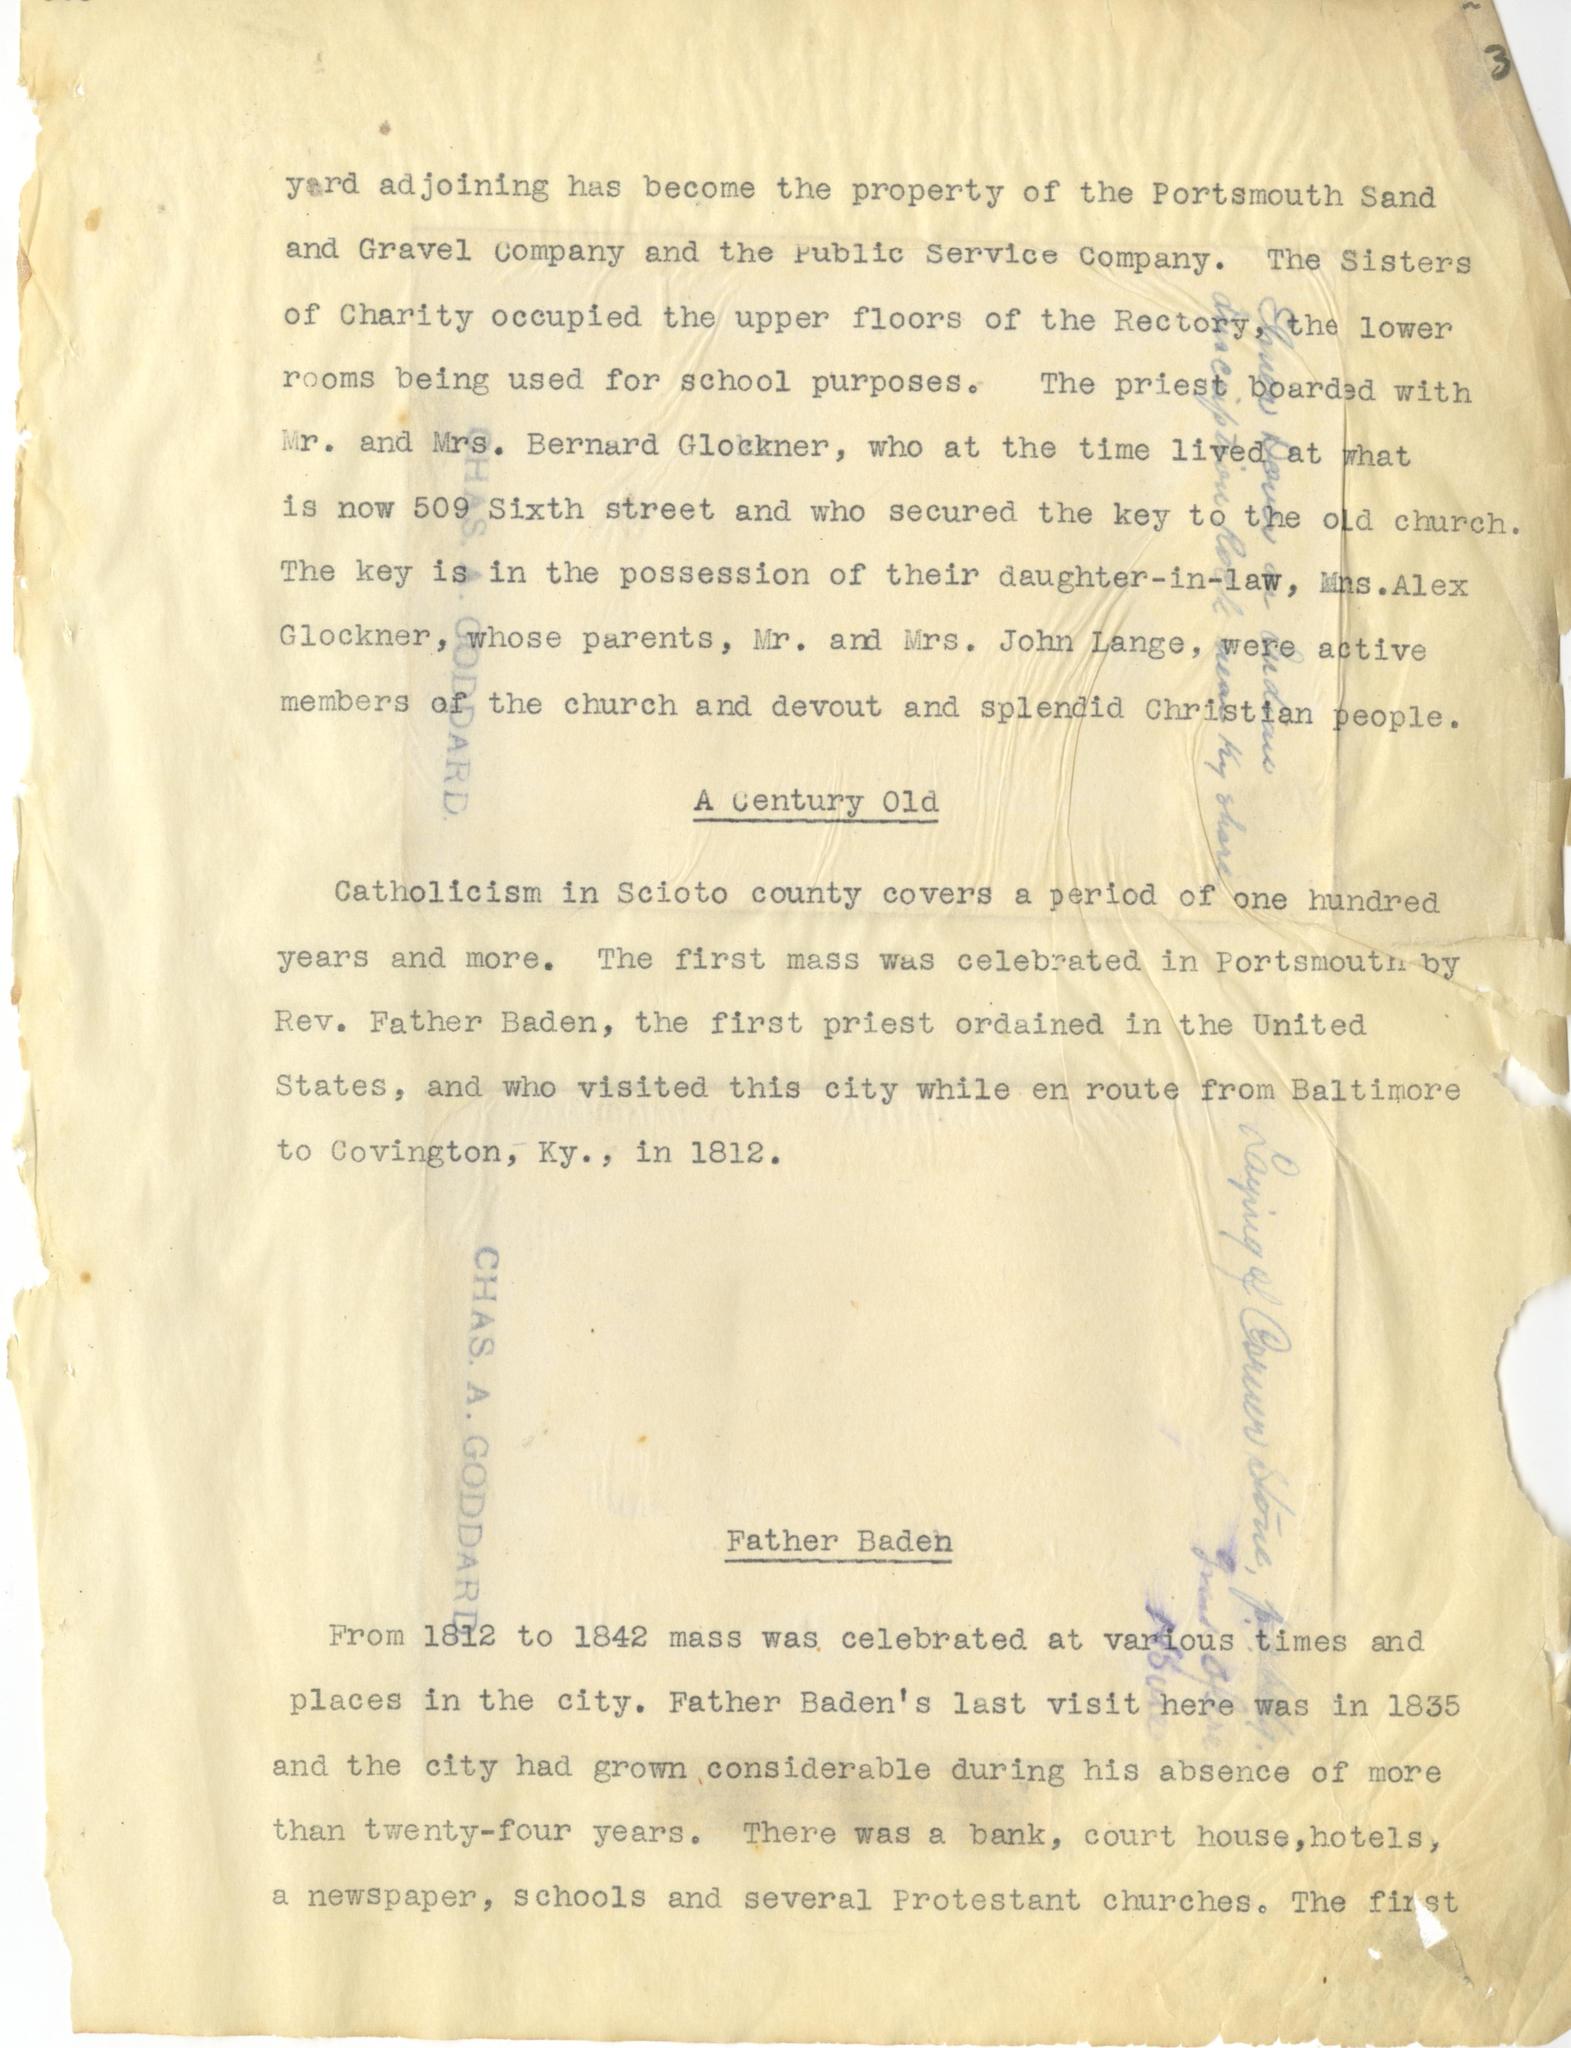 3
yard adjoining has become the property of the Portsmouth Sand
and Gravel Company and the Public Service Company. The Sisters
of Charity occupied the upper floors of the Rectory, the lower
rooms being used for school purposes. The priest boarded with
Mr. and Mrs. Bernard Glockner, who at the time lived at what
is now 509 Sixth street and who secured the key to the old church.
The key is in the possession of their daughter-in-law, Mns.Alex
Glockner, whose parents, Mr. and Mrs. John Lange, were active
members of the church and devout and splendid Christian people.
A Century Old
Catholicism in Scioto county covers a period of one hundred
years and more. The first mass was celebrated in Portsmouth by
Rev. Father Baden, the first priest ordained in the United
States, and who visited this city while en route from Baltimore
to Covington, Ky., in 1812.
Father Baden
From 1812 to 1842 mass was celebrated at various times and
places in the city. Father Baden's last visit here was in 1835
and the city had grown considerable during his absence of more
than twenty-four years. There was a bank, court house,hotels,
a newspaper, schools and several Protestant churches. The first
CHAS. A. GODDARD.
CHAS. A. GODDARD
Laying of Corner Stone,